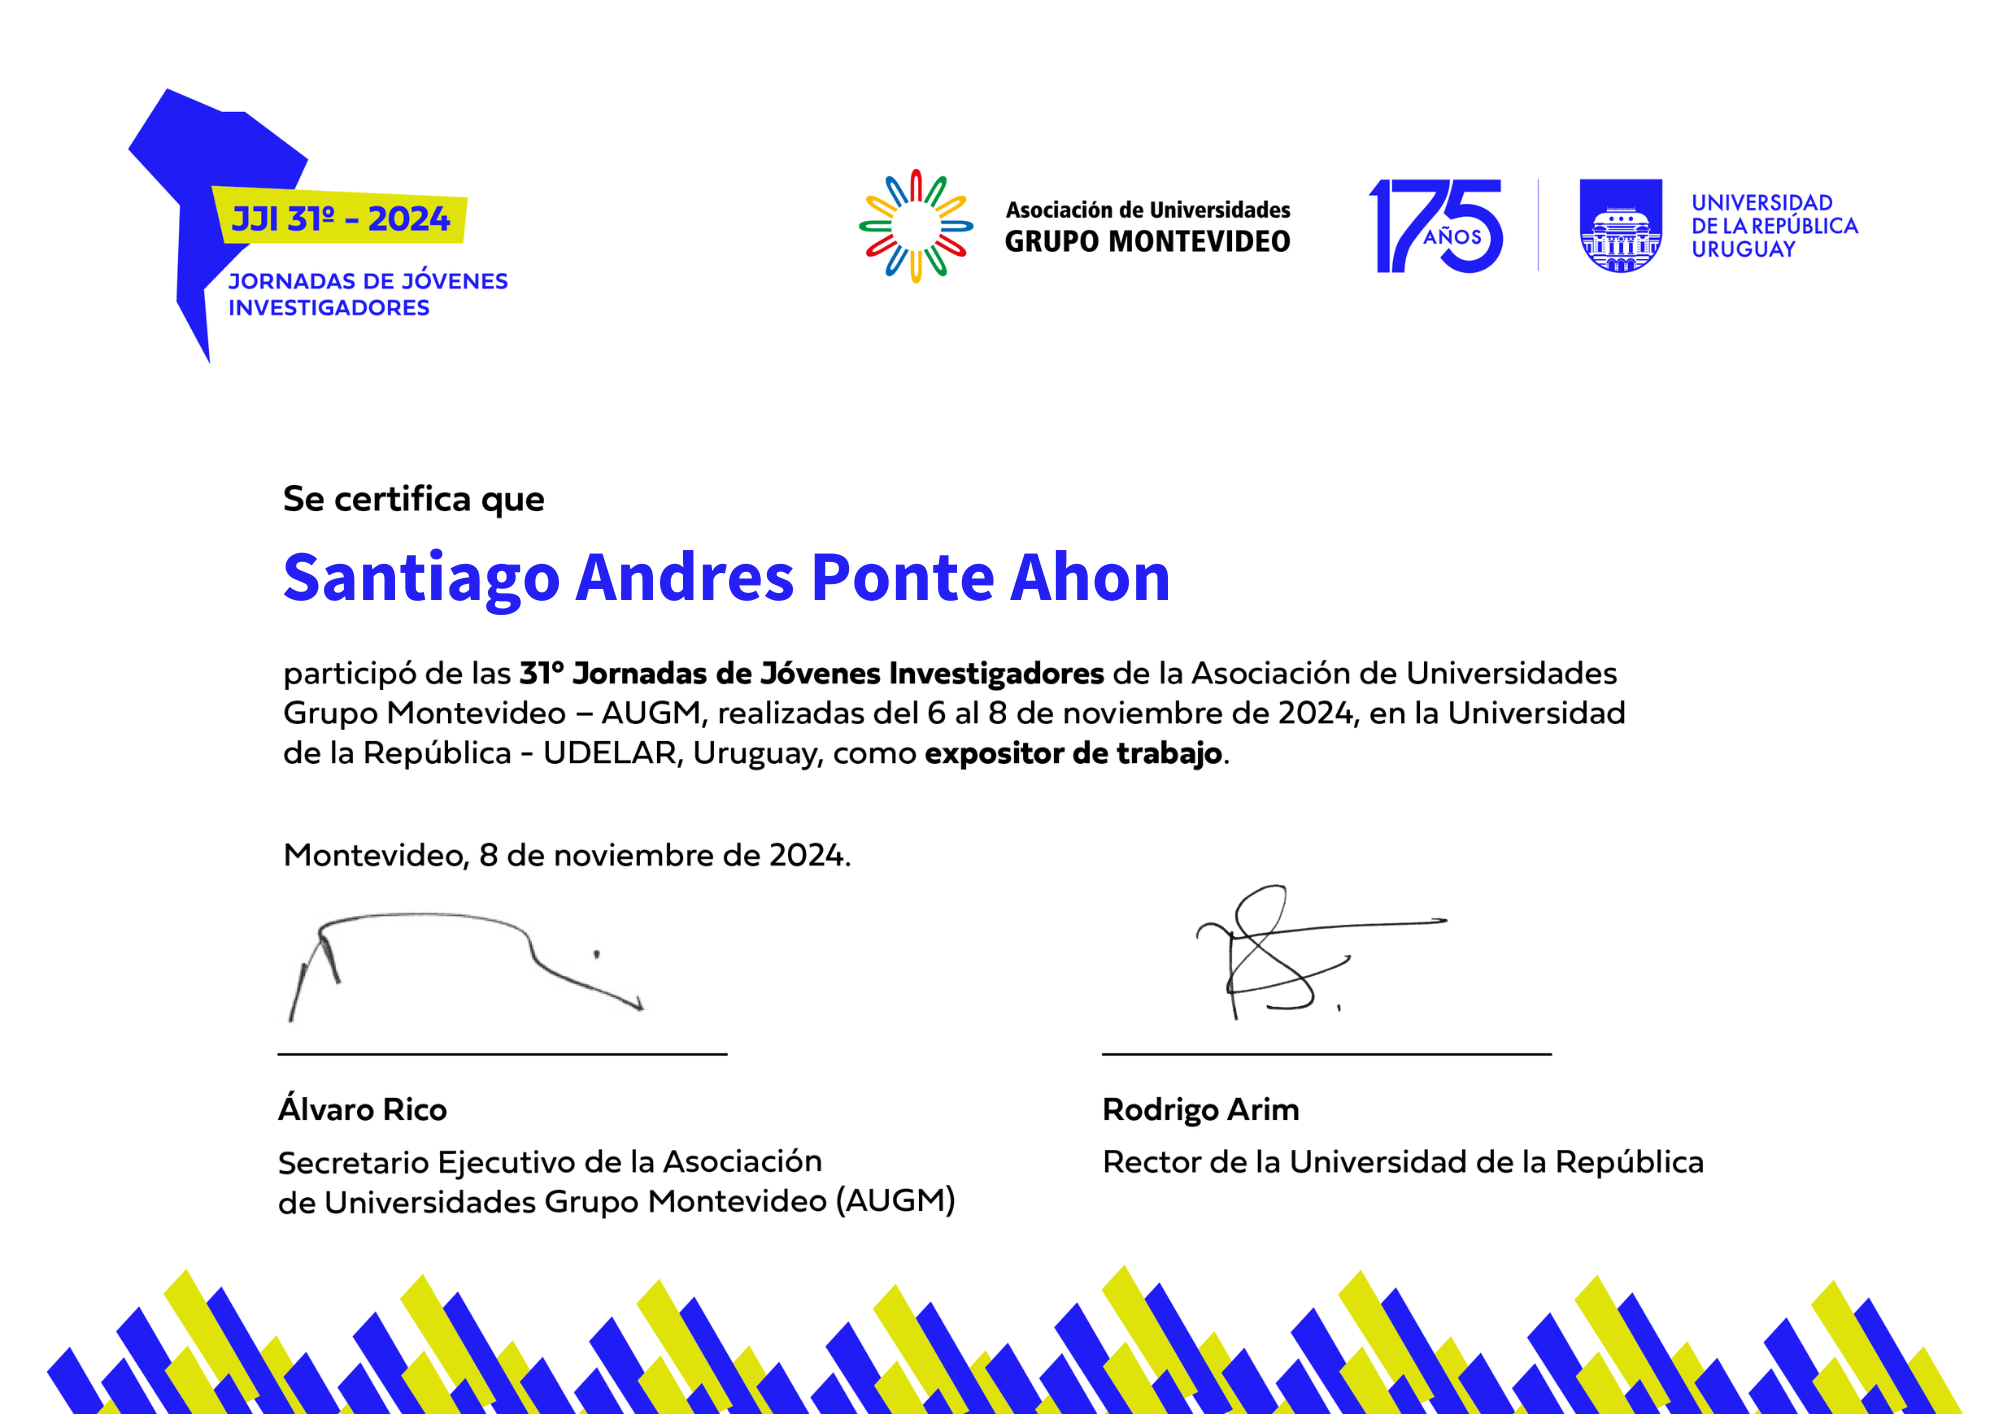 JJI 31º - 2024
JORNADAS DE JÓVENES
INVESTIGADORES
Asociación de Universidades
GRUPO MONTEVIDEO
175
AÑOS
UNIVERSIDAD
DE LA REPÚBLICA
URUGUAY
Se certifica que
Santiago Andres Ponte Ahon
participó de las 31º Jornadas de Jóvenes Investigadores de la Asociación de Universidades
Grupo Montevideo – AUGM, realizadas del 6 al 8 de noviembre de 2024, en la Universidad
de la República - UDELAR, Uruguay, como expositor de trabajo.
Montevideo, 8 de noviembre de 2024.
Álvaro Rico
Secretario Ejecutivo de la Asociación
de Universidades Grupo Montevideo (AUGM)
Rodrigo Arim
Rector de la Universidad de la República